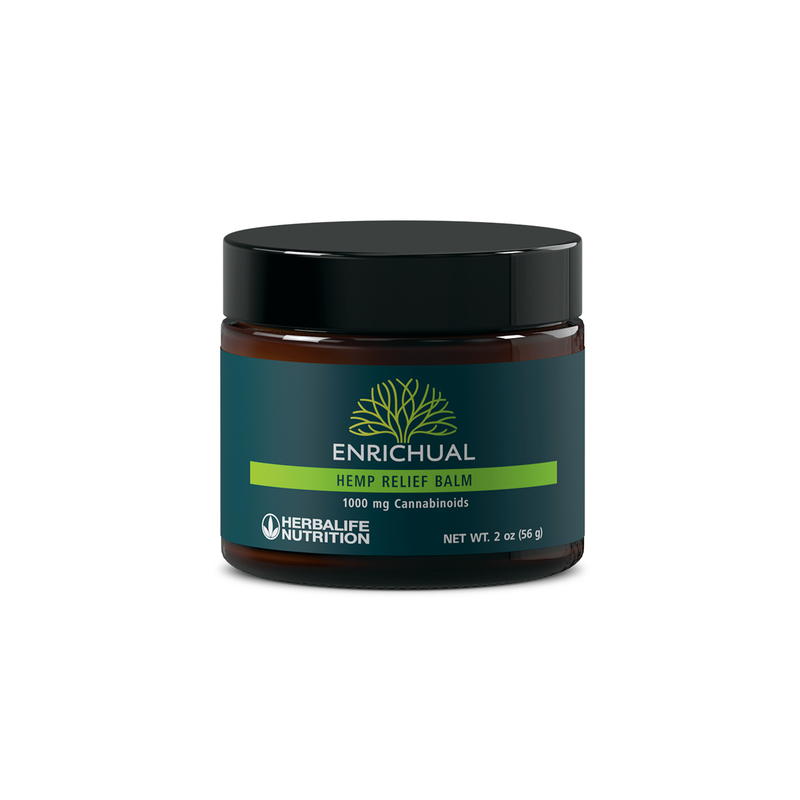 ENRICHUAL
HEMP RELIEF BALM
1000 mg Cannabinoids
HERBALIFE
NUTRITION
NET WT. 2 oz (56 g)